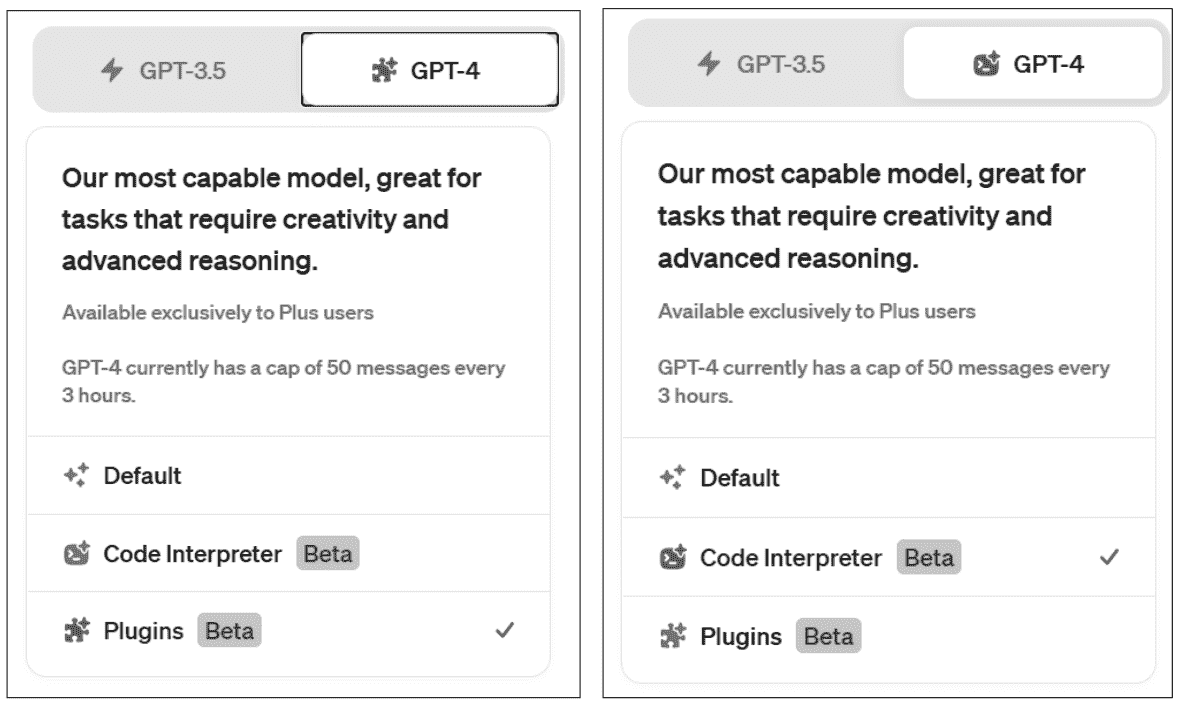 GPT-3.5 GPT-4
Our most capable model, great for
tasks that require creativity and
advanced reasoning.
Available exclusively to Plus users
GPT-4 currently has a cap of 50 messages every
3 hours.
Default
Code Interpreter Beta
Plugins Beta
GPT-3.5 GPT-4
Our most capable model, great for
tasks that require creativity and
advanced reasoning.
Available exclusively to Plus users
GPT-4 currently has a cap of 50 messages every
3 hours.
Default
Code Interpreter Beta
Plugins Beta